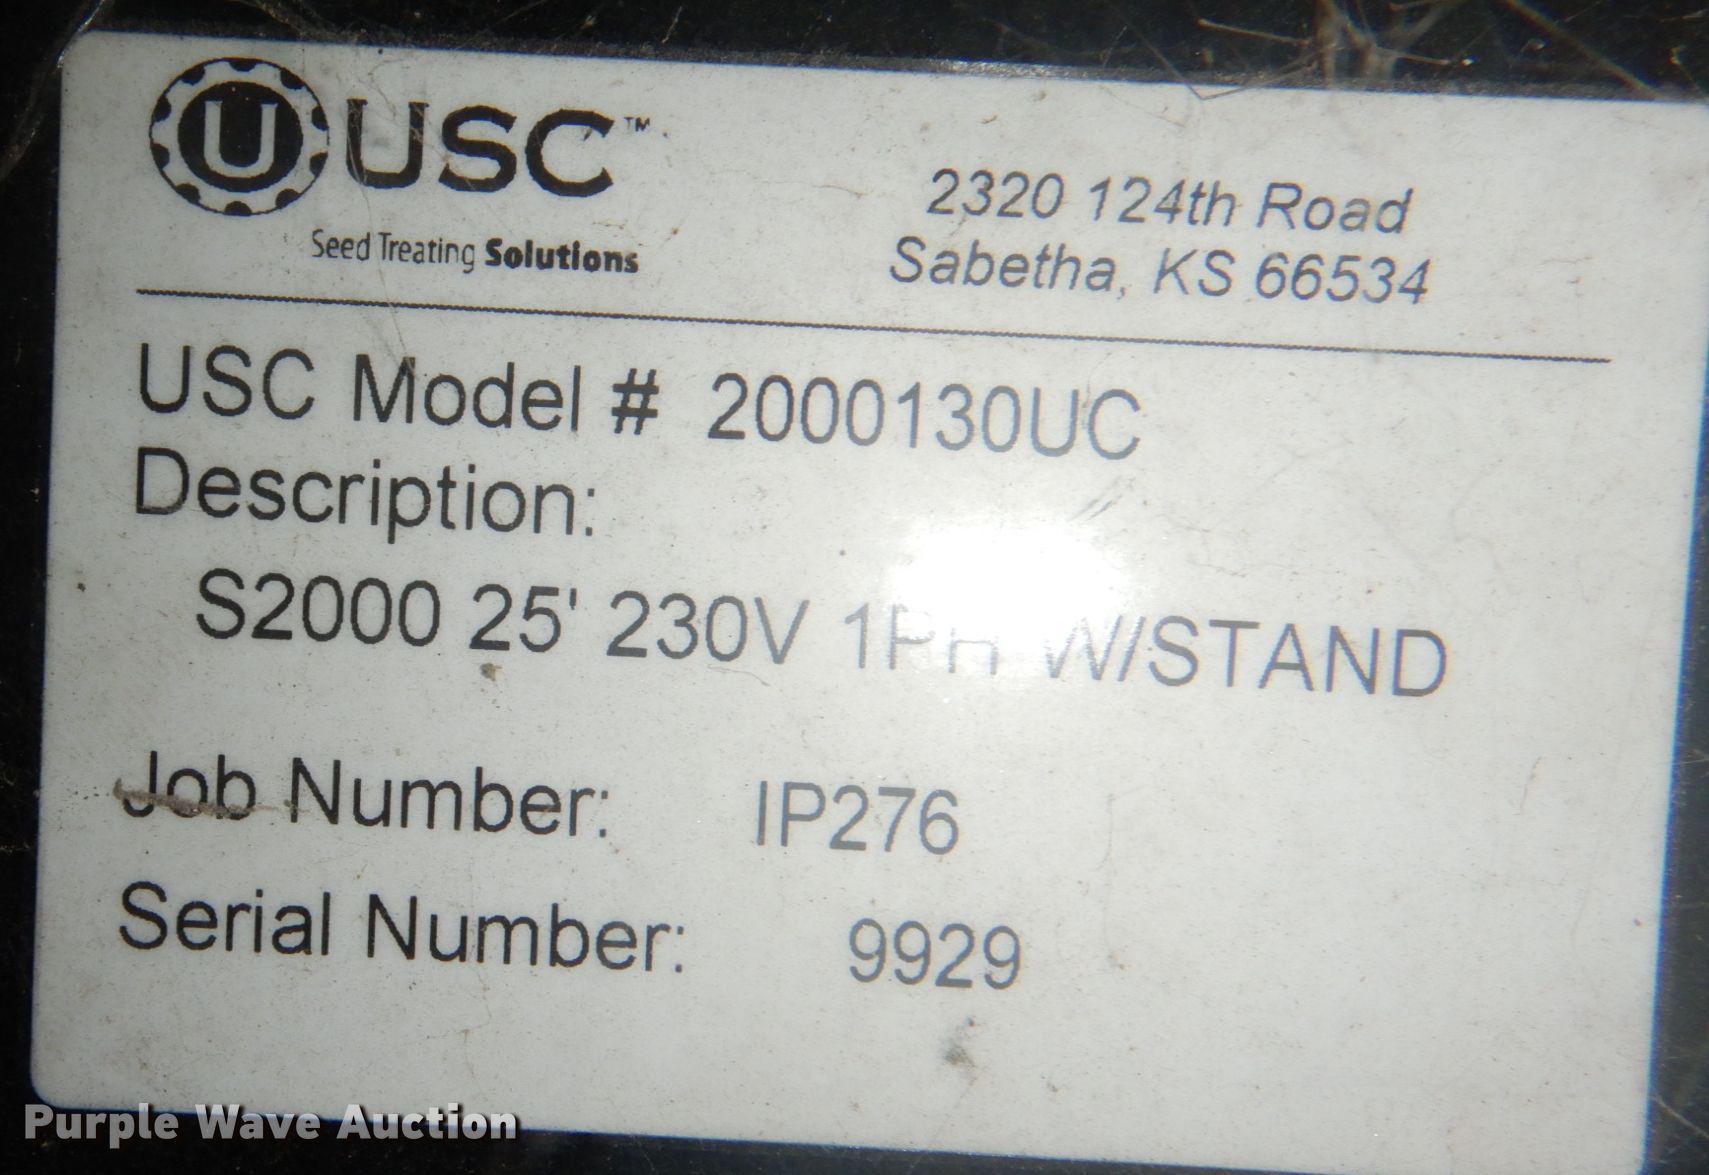 U USC™
Seed Treating Solutions
2320 124th Road
Sabetha, KS 66534
USC Model # 2000130UC
Description:
S2000 25' 230V 1PH W/STAND
Job Number: IP276
Serial Number: 9929
Purple Wave Auction